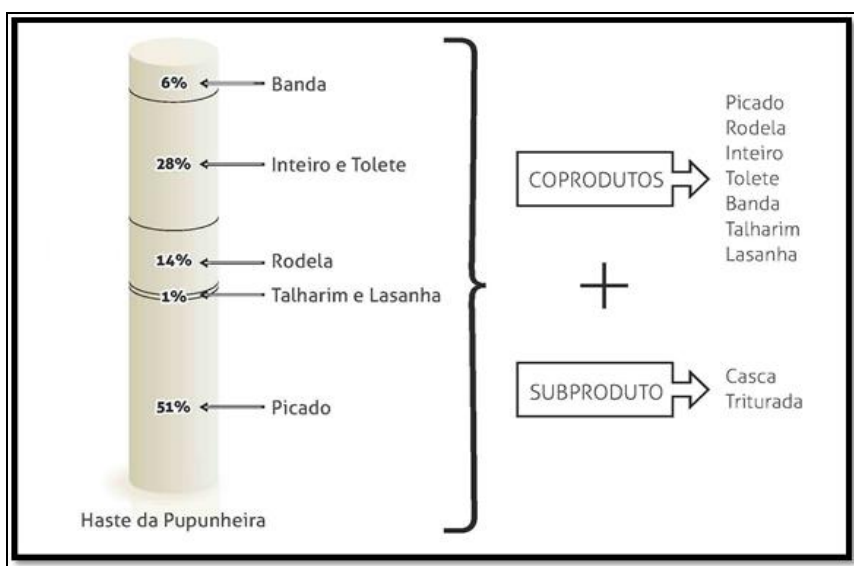 6% Banda
28% Inteiro e Tolete
14% Rodela
1% Talharim e Lasanha
51% Picado
Haste da Pupunheira
COPRODUTOS
Picado
Rodela
Inteiro
Tolete
Banda
Talharim
Lasanha
+
SUBPRODUTO
Casca
Triturada